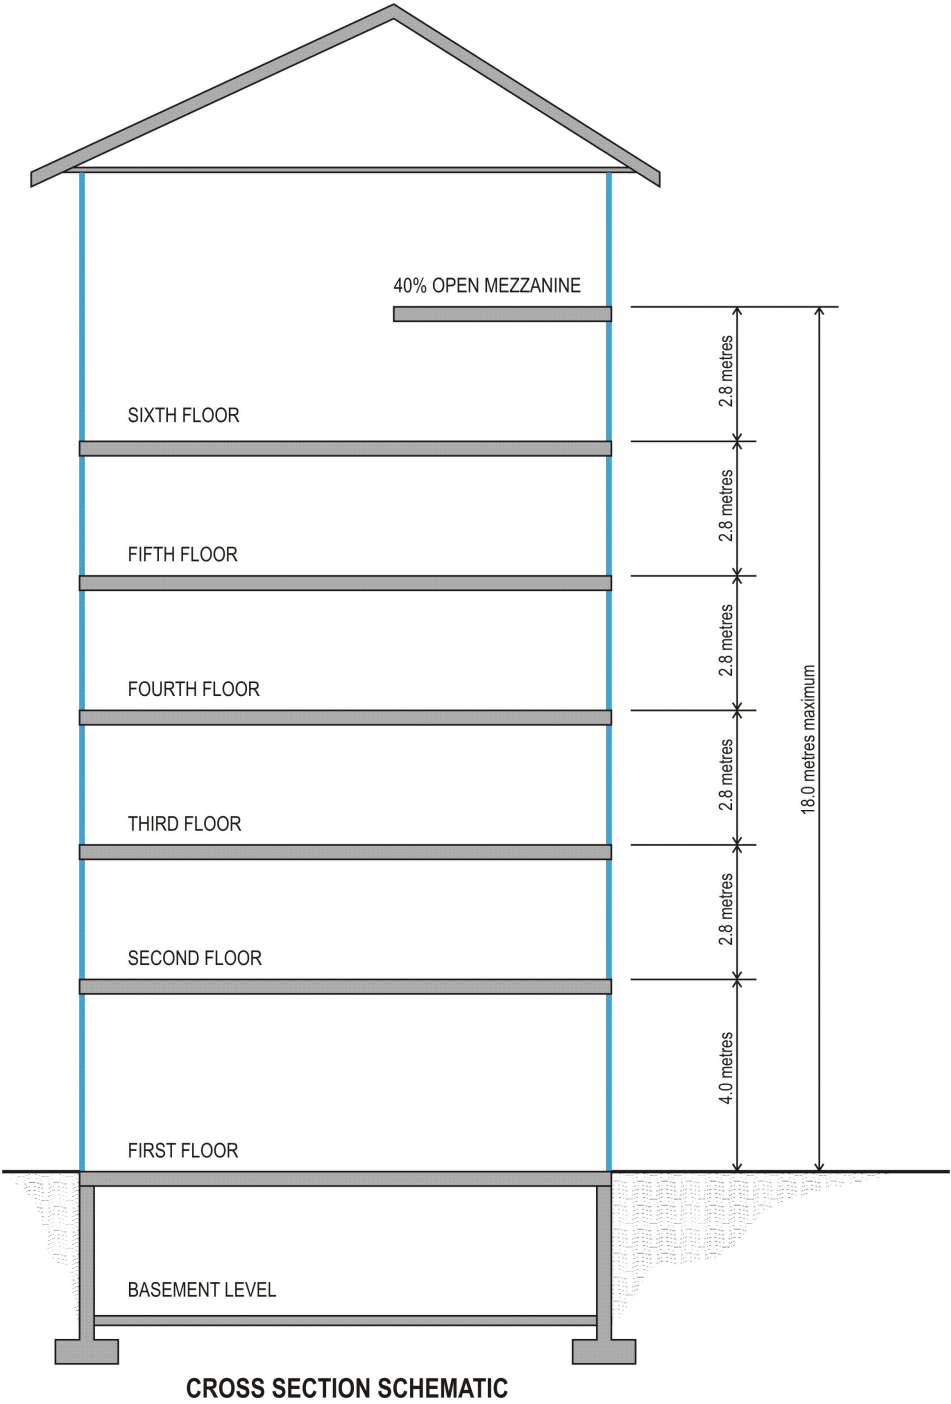 40% OPEN MEZZANINE
2.8 metres
SIXTH FLOOR
2.8 metres
FIFTH FLOOR
2.8 metres
18.0 metres maximum
FOURTH FLOOR
2.8 metres
THIRD FLOOR
2.8 metres
SECOND FLOOR
4.0 metres
FIRST FLOOR
BASEMENT LEVEL
CROSS SECTION SCHEMATIC